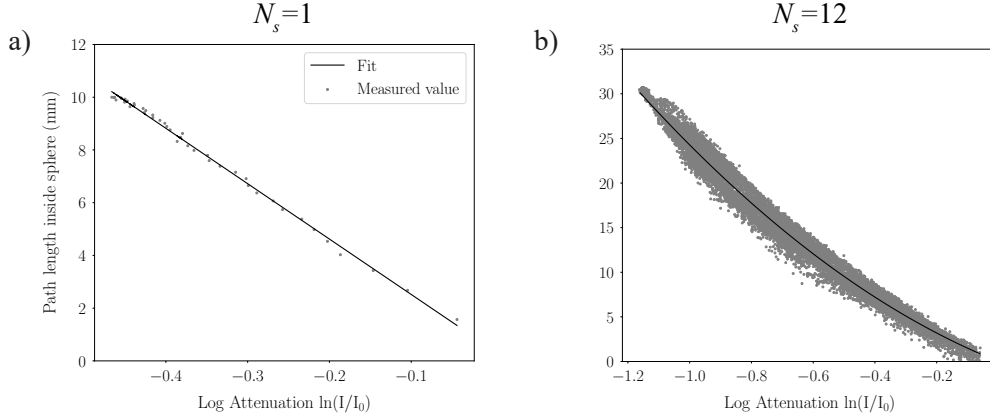 N_s=1
N_s=12
a)
b)
12
10
8
6
4
2
0
Path length inside sphere (mm)
Fit
Measured value
−0.4 −0.3 −0.2 −0.1
Log Attenuation ln(I/I₀)
35
30
25
20
15
10
5
0
−1.2 −1.0 −0.8 −0.6 −0.4 −0.2
Log Attenuation ln(I/I₀)